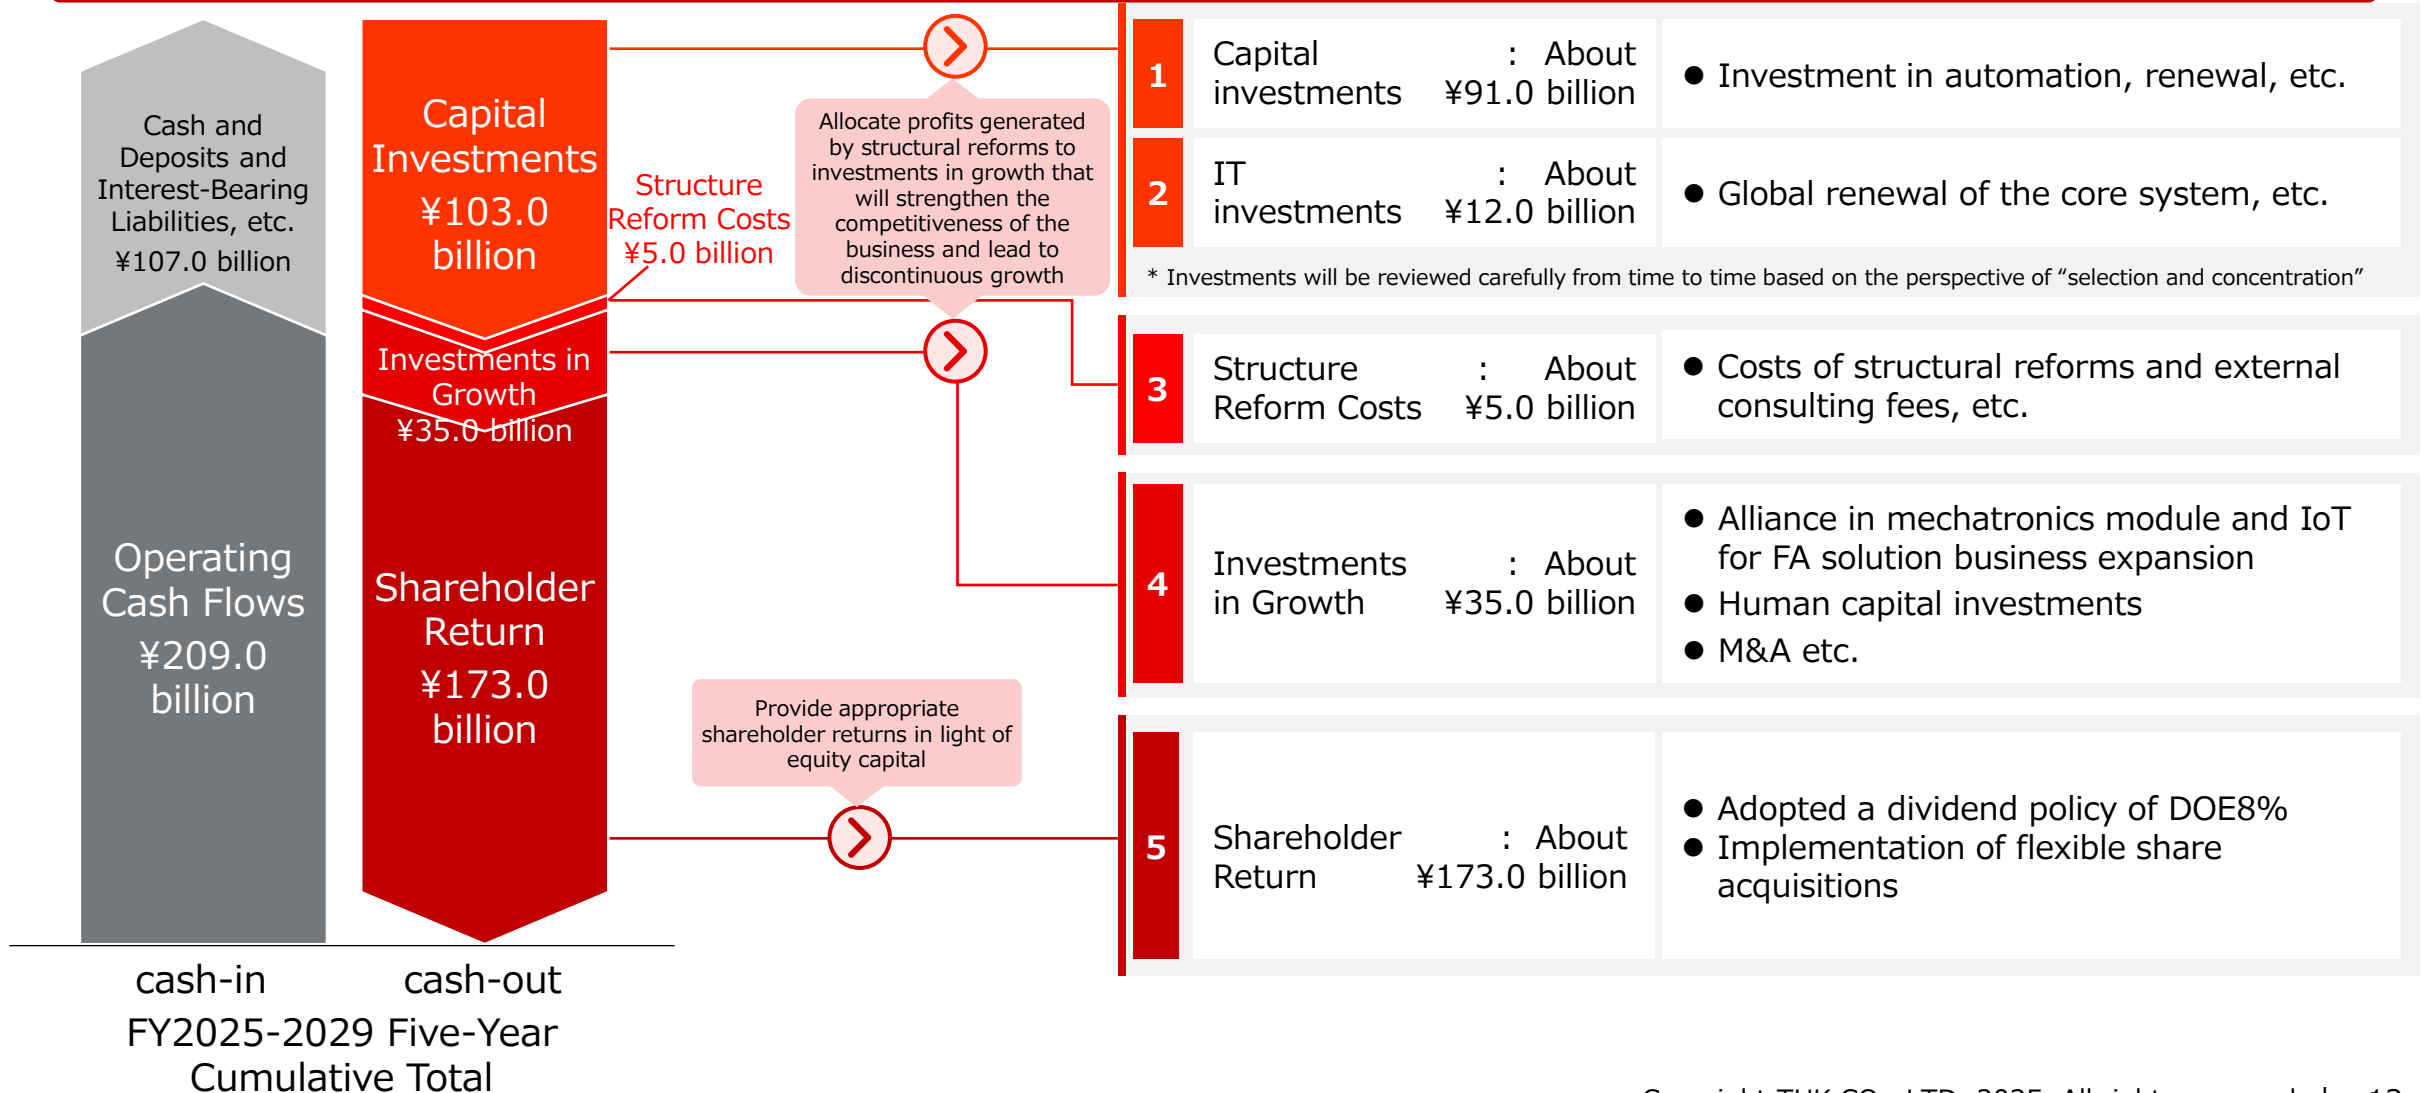 Cash and
Deposits and
Interest-Bearing
Liabilities, etc.
¥107.0 billion
Operating
Cash Flows
¥209.0
billion
Capital
Investments
¥103.0
billion
Structure
Reform Costs
¥5.0 billion
Investments in
Growth
¥35.0 billion
Shareholder
Return
¥173.0
billion
Allocate profits generated
by structural reforms to
investments in growth that
will strengthen the
competitiveness of the
business and lead to
discontinuous growth
Provide appropriate
shareholder returns in light of
equity capital
cash-in cash-out
FY2025-2029 Five-Year
Cumulative Total
1
Capital : About
investments ¥91.0 billion
● Investment in automation, renewal, etc.
2
IT : About
investments ¥12.0 billion
● Global renewal of the core system, etc.
* Investments will be reviewed carefully from time to time based on the perspective of “selection and concentration”
3
Structure : About
Reform Costs ¥5.0 billion
● Costs of structural reforms and external
consulting fees, etc.
4
Investments : About
in Growth ¥35.0 billion
● Alliance in mechatronics module and IoT
for FA solution business expansion
● Human capital investments
● M&A etc.
5
Shareholder : About
Return ¥173.0 billion
● Adopted a dividend policy of DOE8%
● Implementation of flexible share
acquisitions